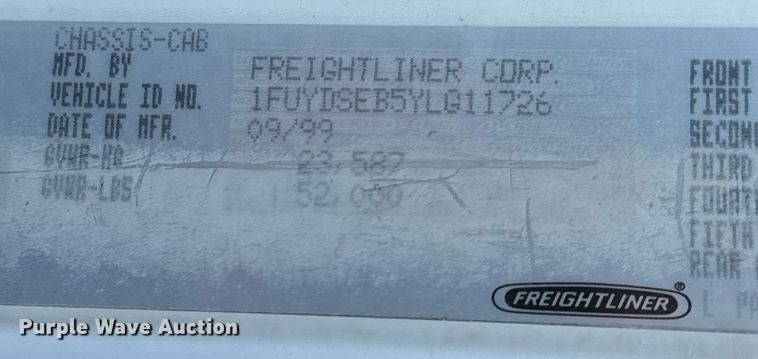 CHASSIS-CAB
MFD. BY FREIGHTLINER CORP. FRONT
VEHICLE ID NO. 1FUYDSEB5YLG11726 FIRST
DATE OF MFR. 09/99 SECOND
GVWR-KG 23,587 THIRD
GVWR-LBS 52,000 FOURTH
FIFTH
REAR
FREIGHTLINER®
Purple Wave Auction